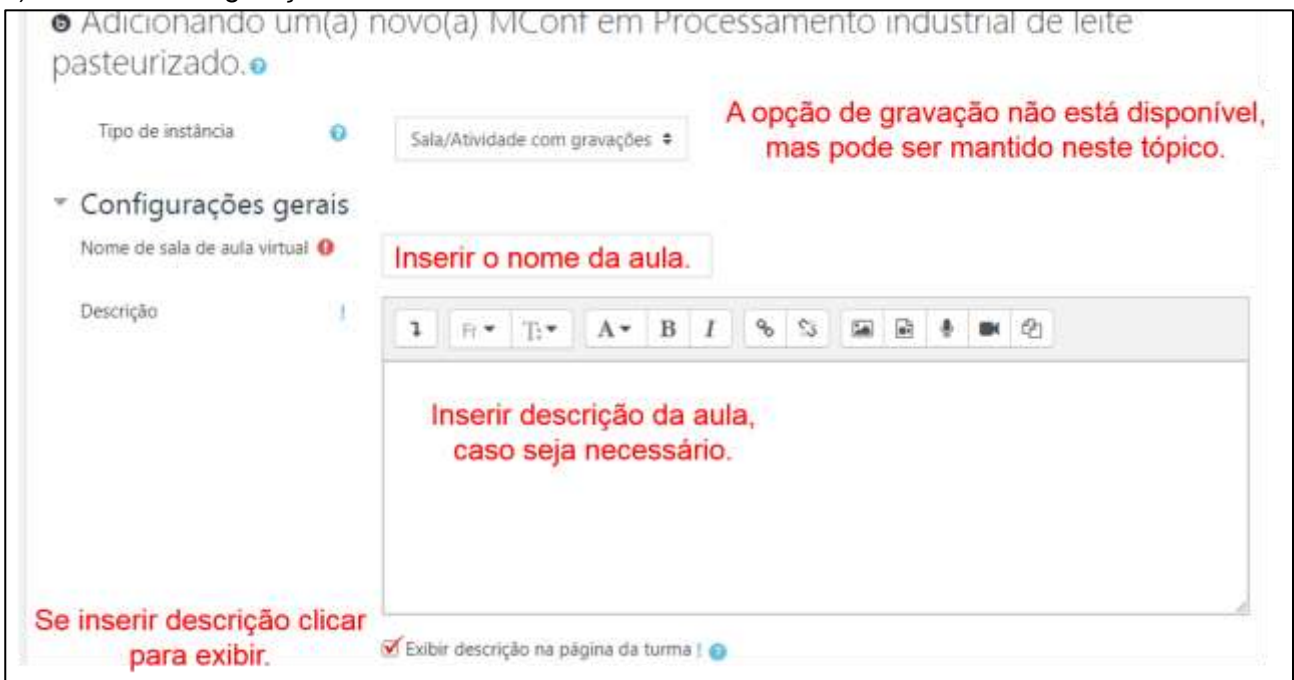 Adicionando um(a) novo(a) MConf em Processamento industrial de leite
pasteurizado.
Tipo de instância
Sala/Atividade com gravações
A opção de gravação não está disponível,
mas pode ser mantido neste tópico.
Configurações gerais
Nome de sala de aula virtual
Inserir o nome da aula.
Descrição
A B I
Inserir descrição da aula,
caso seja necessário.
Se inserir descrição clicar
para exibir.
Exibir descrição na página da turma !